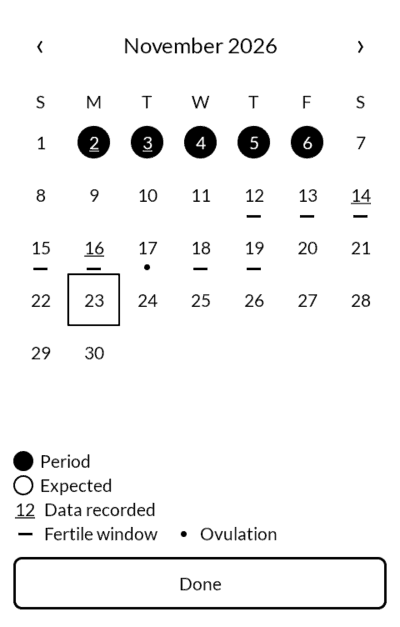 ‹ November 2026 ›
S M T W T F S
1 2 3 4 5 6 7
8 9 10 11 12 13 14
15 16 17 18 19 20 21
22 23 24 25 26 27 28
29 30
Period
Expected
12 Data recorded
Fertile window • Ovulation
Done